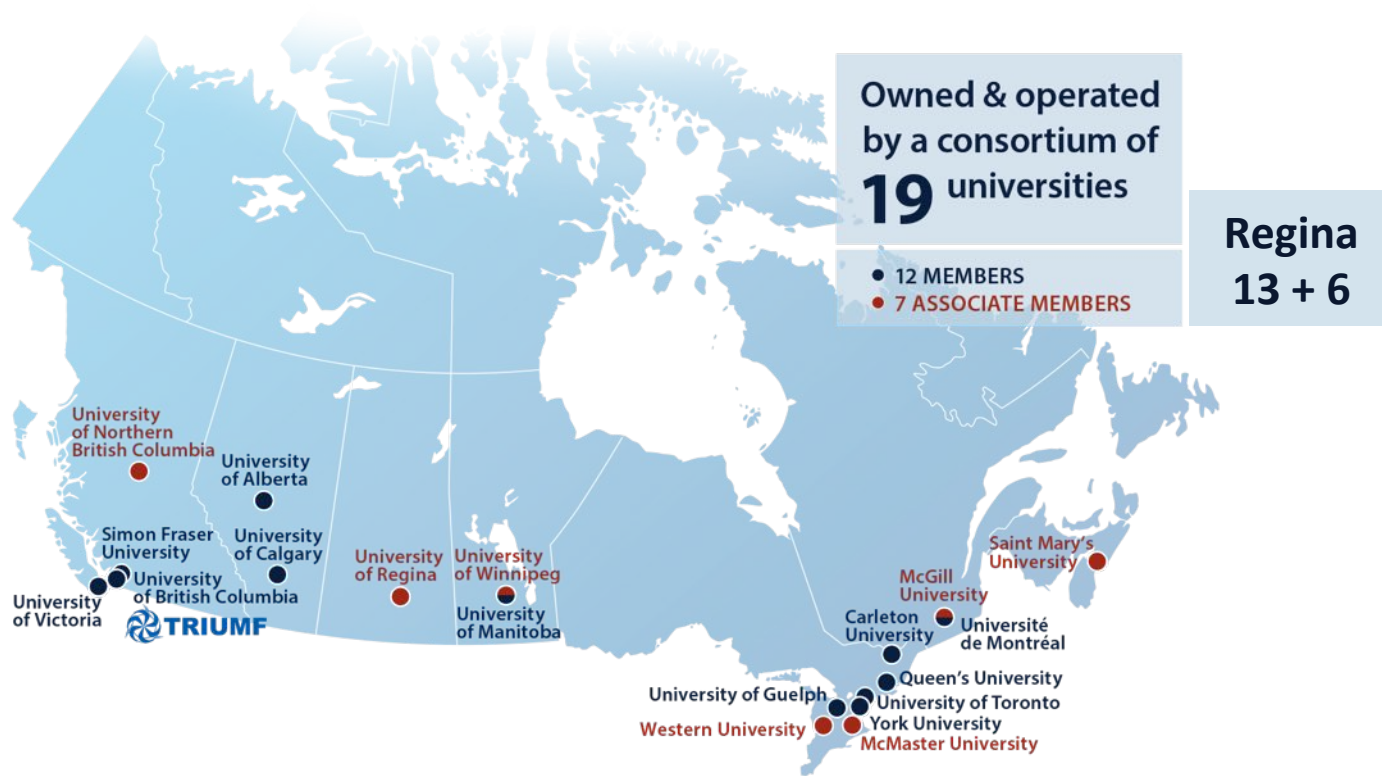 Owned & operated
by a consortium of
19 universities
12 MEMBERS
7 ASSOCIATE MEMBERS
Regina
13 + 6
University
of Northern
British Columbia
University
of Alberta
Simon Fraser
University
University
of Calgary
University
of British Columbia
University
of Victoria
TRIUMF
University
of Regina
University
of Winnipeg
University
of Manitoba
Saint Mary's
University
McGill
University
Carleton
University
Université
de Montréal
Queen's University
University of Guelph
University of Toronto
York University
Western University
McMaster University